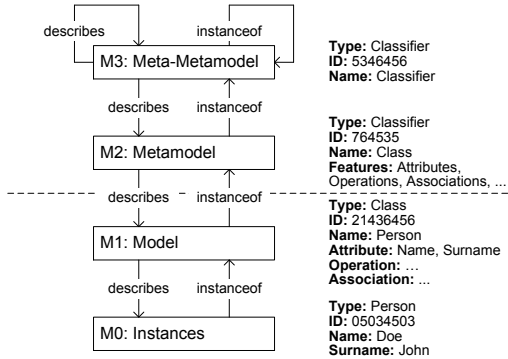 describes
instanceof
M3: Meta-Metamodel
Type: Classifier
ID: 5346456
Name: Classifier
describes
instanceof
M2: Metamodel
Type: Classifier
ID: 764535
Name: Class
Features: Attributes,
Operations, Associations, ...
describes
instanceof
M1: Model
Type: Class
ID: 21436456
Name: Person
Attribute: Name, Surname
Operation: …
Association: ...
describes
instanceof
M0: Instances
Type: Person
ID: 05034503
Name: Doe
Surname: John